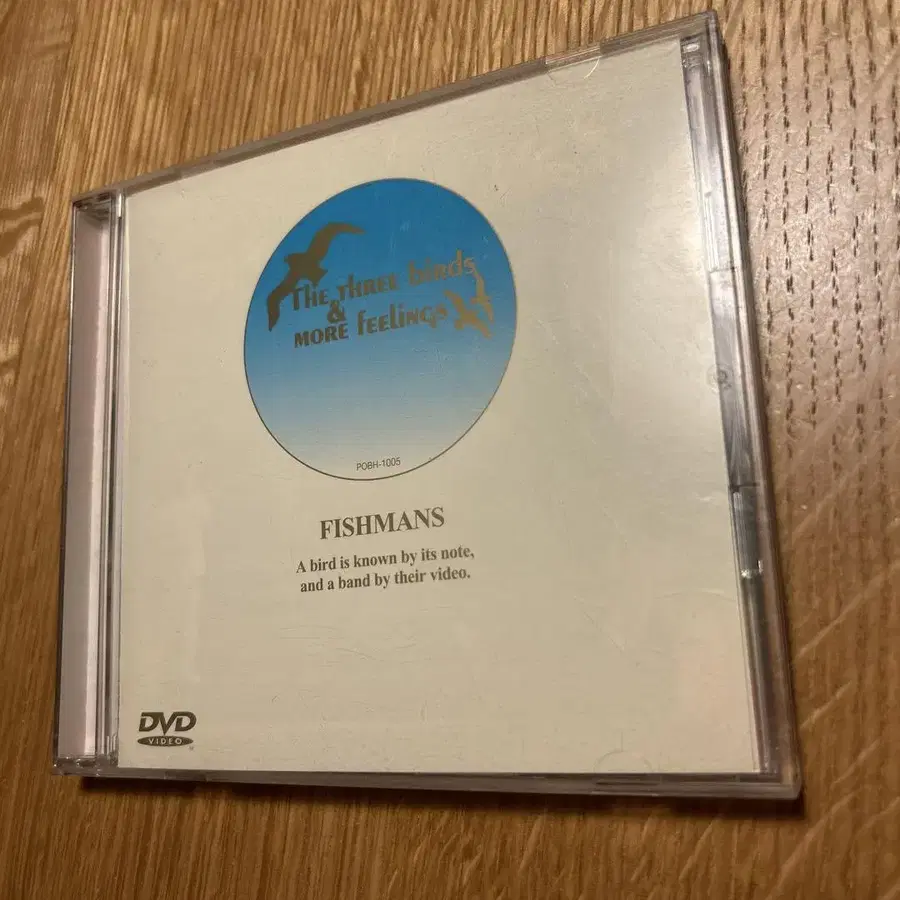 The THREE birds
&
MORE feelings
POBH-1005
FISHMANS
A bird is known by its note,
and a band by their video.
DVD
VIDEO